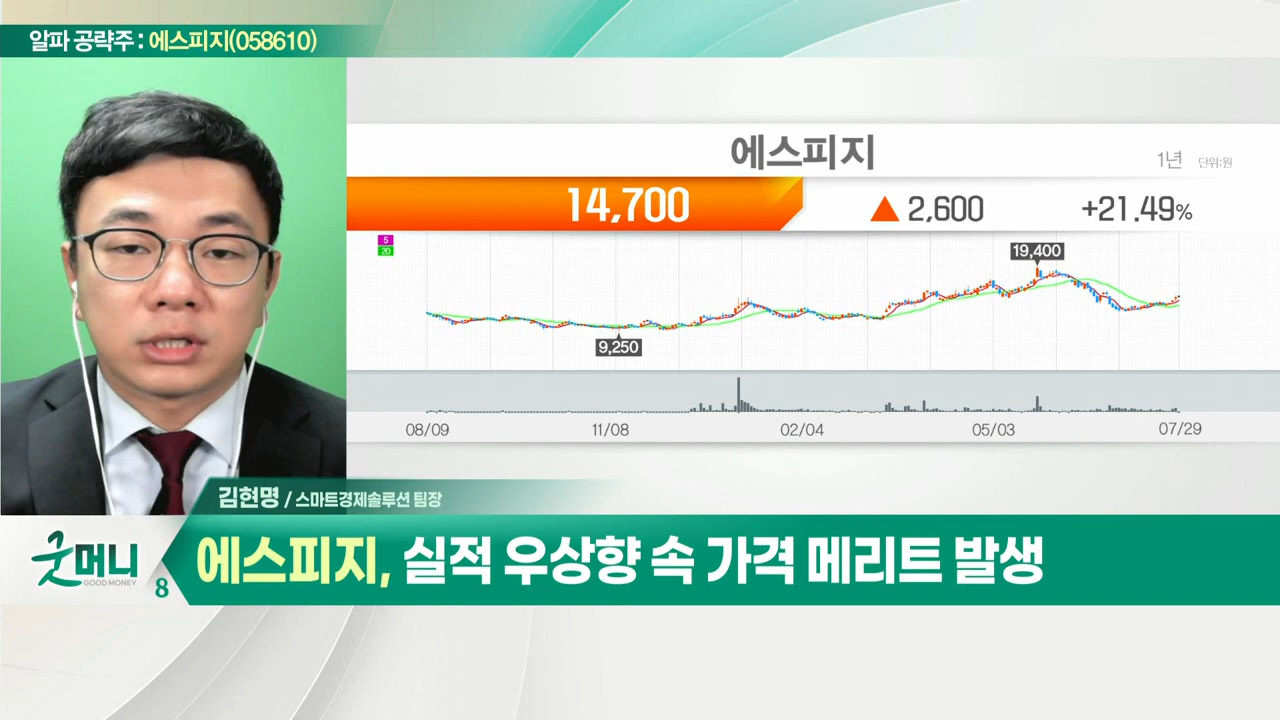 알파 공략주 : 에스피지(058610)
에스피지
1년 단위:원
14,700 ▲ 2,600 +21.49%
5
20
19,400
9,250
08/09 11/08 02/04 05/03 07/29
김현명 / 스마트경제솔루션 팀장
굿머니
GOOD MONEY
8
에스피지, 실적 우상향 속 가격 메리트 발생